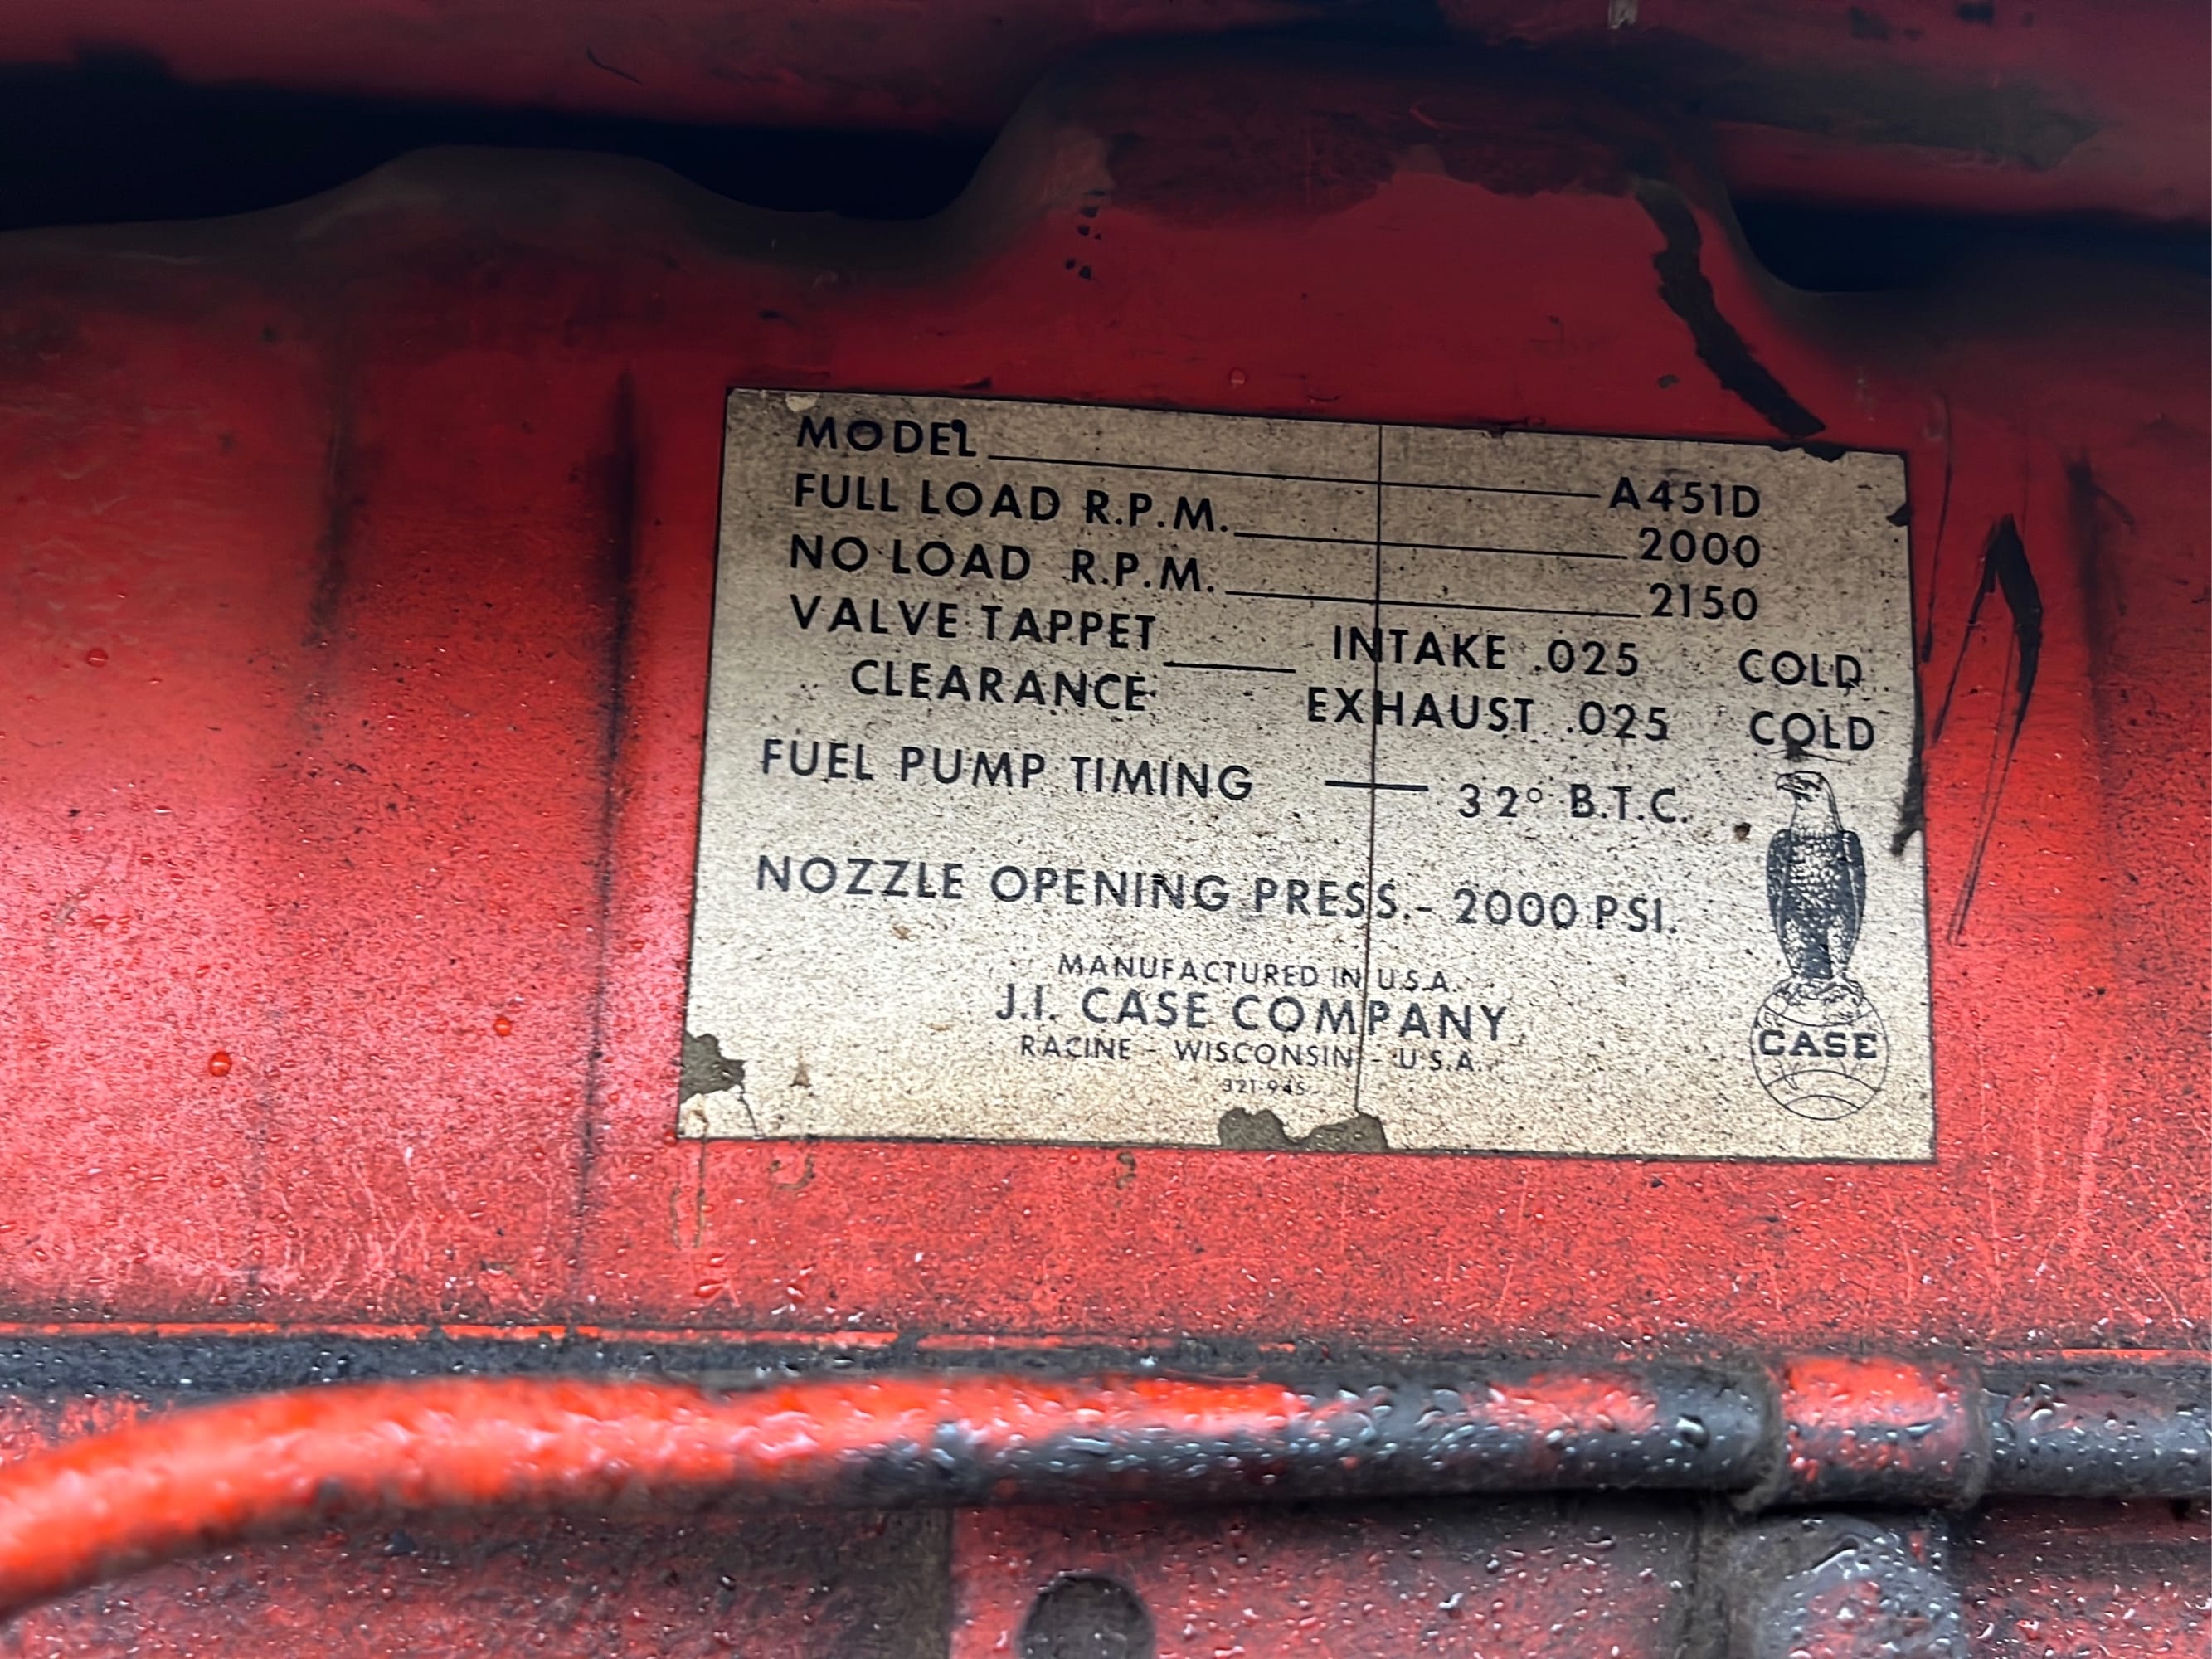 MODEL A451D
FULL LOAD R.P.M. 2000
NO LOAD R.P.M. 2150
VALVE TAPPET INTAKE .025 COLD
CLEARANCE EXHAUST .025 COLD
FUEL PUMP TIMING — 32° B.T.C.
NOZZLE OPENING PRESS.- 2000 PSI.
MANUFACTURED IN U.S.A.
J.I. CASE COMPANY
RACINE - WISCONSIN - U.S.A.
321-945
CASE